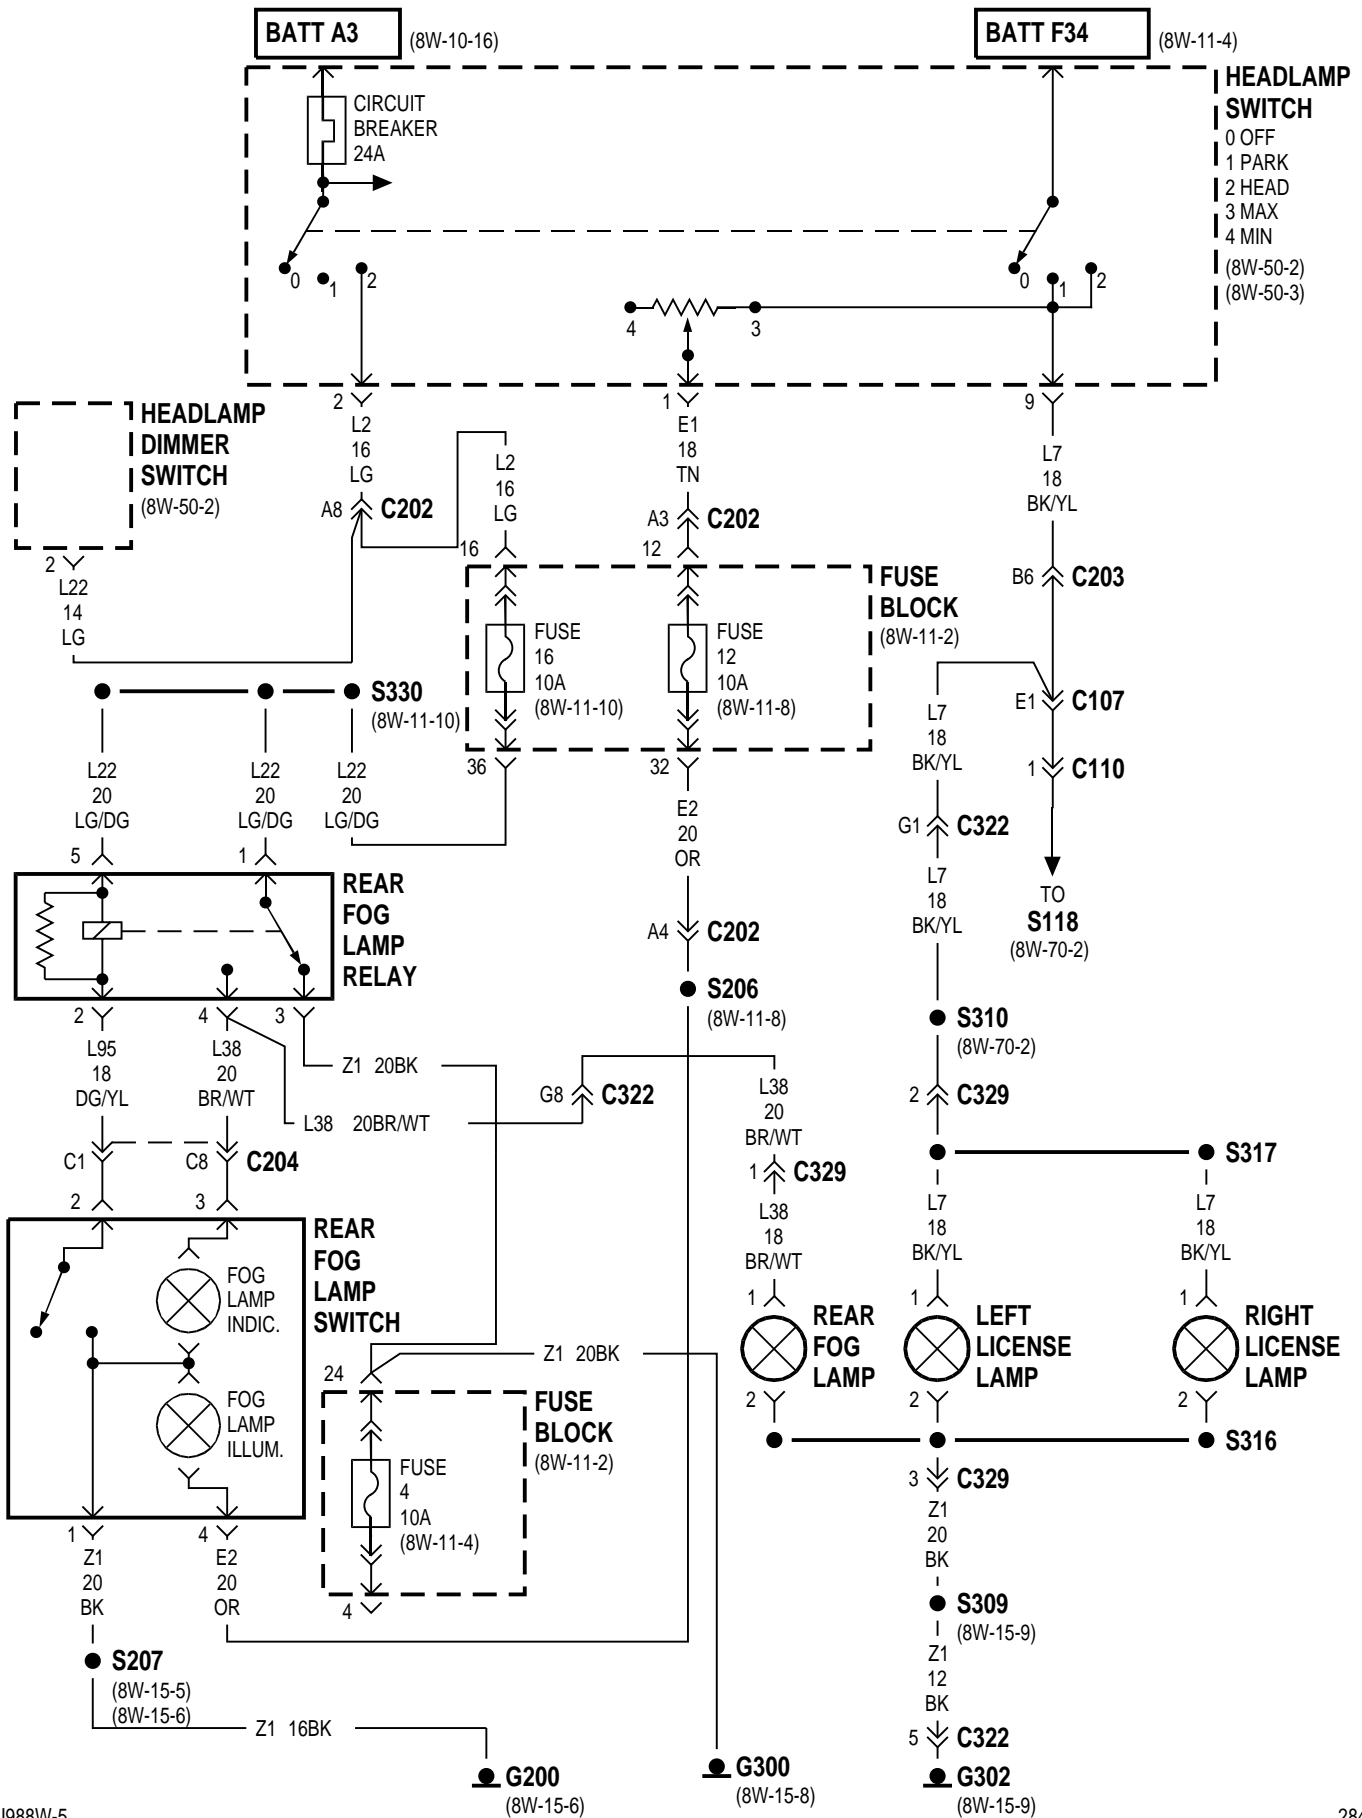 BATT A3
(8W-10-16)
BATT F34
(8W-11-4)
HEADLAMP
SWITCH
0 OFF
1 PARK
2 HEAD
3 MAX
4 MIN
(8W-50-2)
(8W-50-3)
CIRCUIT
BREAKER
24A
0
1
2
0
1
2
4
3
2
1
9
HEADLAMP
DIMMER
SWITCH
(8W-50-2)
L2
16
LG
A8
C202
L2
16
LG
16
E1
18
TN
A3
C202
12
L7
18
BK/YL
B6
C203
2
L22
14
LG
FUSE
BLOCK
(8W-11-2)
FUSE
16
10A
(8W-11-10)
FUSE
12
10A
(8W-11-8)
S330
(8W-11-10)
E1
C107
1
C110
L7
18
BK/YL
G1
C322
36
32
L22
20
LG/DG
L22
20
LG/DG
L22
20
LG/DG
E2
20
OR
5
1
REAR
FOG
LAMP
RELAY
L7
18
BK/YL
TO
S118
(8W-70-2)
A4
C202
S206
(8W-11-8)
2
4
3
S310
(8W-70-2)
L95
18
DG/YL
L38
20
BR/WT
Z1 20BK
L38 20BR/WT
G8
C322
L38
20
BR/WT
2
C329
C1
C8
C204
1
C329
S317
2
3
L38
18
BR/WT
L7
18
BK/YL
L7
18
BK/YL
REAR
FOG
LAMP
SWITCH
FOG
LAMP
INDIC.
FOG
LAMP
ILLUM.
1
REAR
FOG
LAMP
2
1
LEFT
LICENSE
LAMP
2
1
RIGHT
LICENSE
LAMP
2
24
Z1 20BK
FUSE
BLOCK
(8W-11-2)
FUSE
4
10A
(8W-11-4)
4
S316
3
C329
Z1
20
BK
1
4
Z1
20
BK
E2
20
OR
S309
(8W-15-9)
Z1
12
BK
S207
(8W-15-5)
(8W-15-6)
Z1 16BK
5
C322
G200
(8W-15-6)
G300
(8W-15-8)
G302
(8W-15-9)